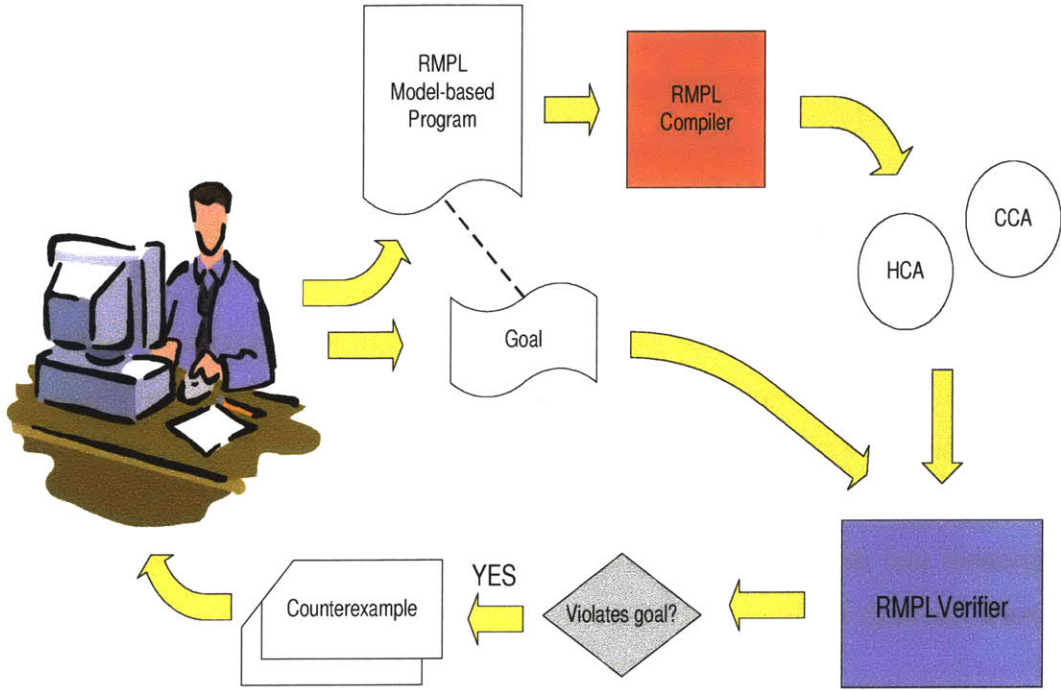 RMPL
Model-based
Program
RMPL
Compiler
CCA
HCA
Goal
YES
Counterexample
Violates goal?
RMPLVerifier